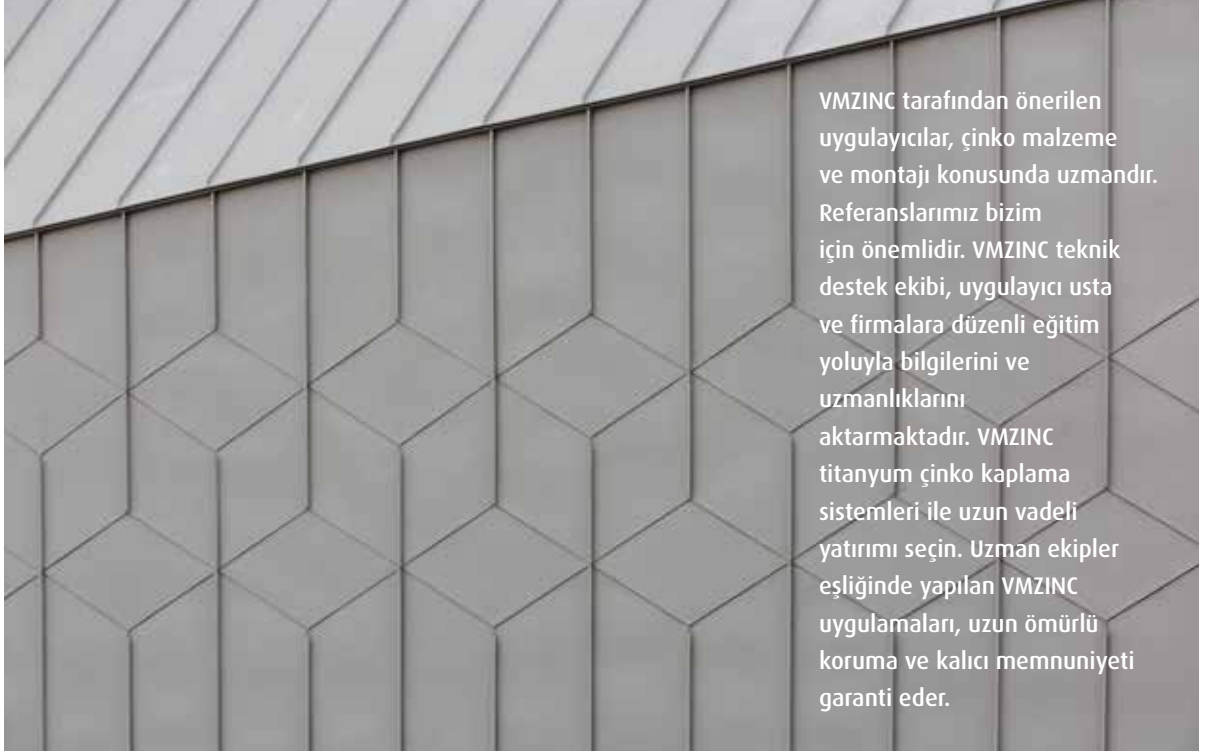 VMZINC tarafından önerilen
uygulayıcılar, çinko malzeme
ve montajı konusunda uzmandır.
Referanslarımız bizim
için önemlidir. VMZINC teknik
destek ekibi, uygulayıcı usta
ve firmalara düzenli eğitim
yoluyla bilgilerini ve
uzmanlıklarını
aktarmaktadır. VMZINC
titanyum çinko kaplama
sistemleri ile uzun vadeli
yatırımı seçin. Uzman ekipler
eşliğinde yapılan VMZINC
uygulamaları, uzun ömürlü
koruma ve kalıcı memnuniyeti
garanti eder.